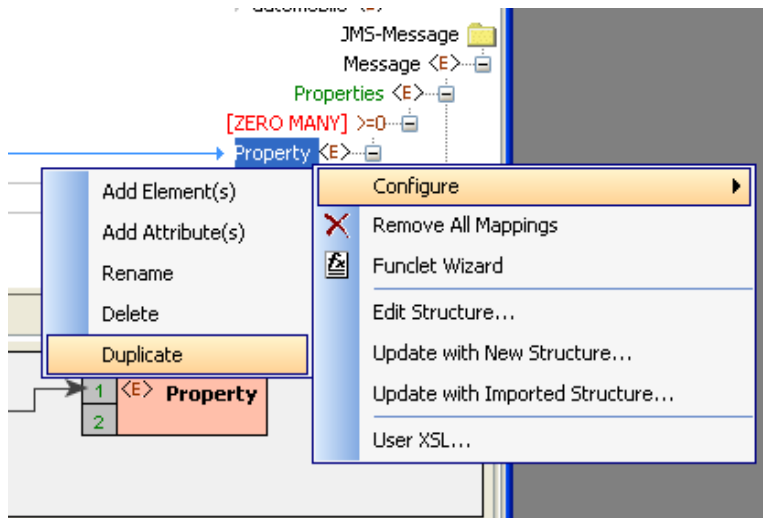 automobile <E>
JMS-Message
Message <E>
Properties <E>
[ZERO MANY] >=0
Property <E>
Add Element(s)
Add Attribute(s)
Rename
Delete
Duplicate
Configure
Remove All Mappings
Funclet Wizard
Edit Structure...
Update with New Structure...
Update with Imported Structure...
User XSL...
1 <E> Property
2